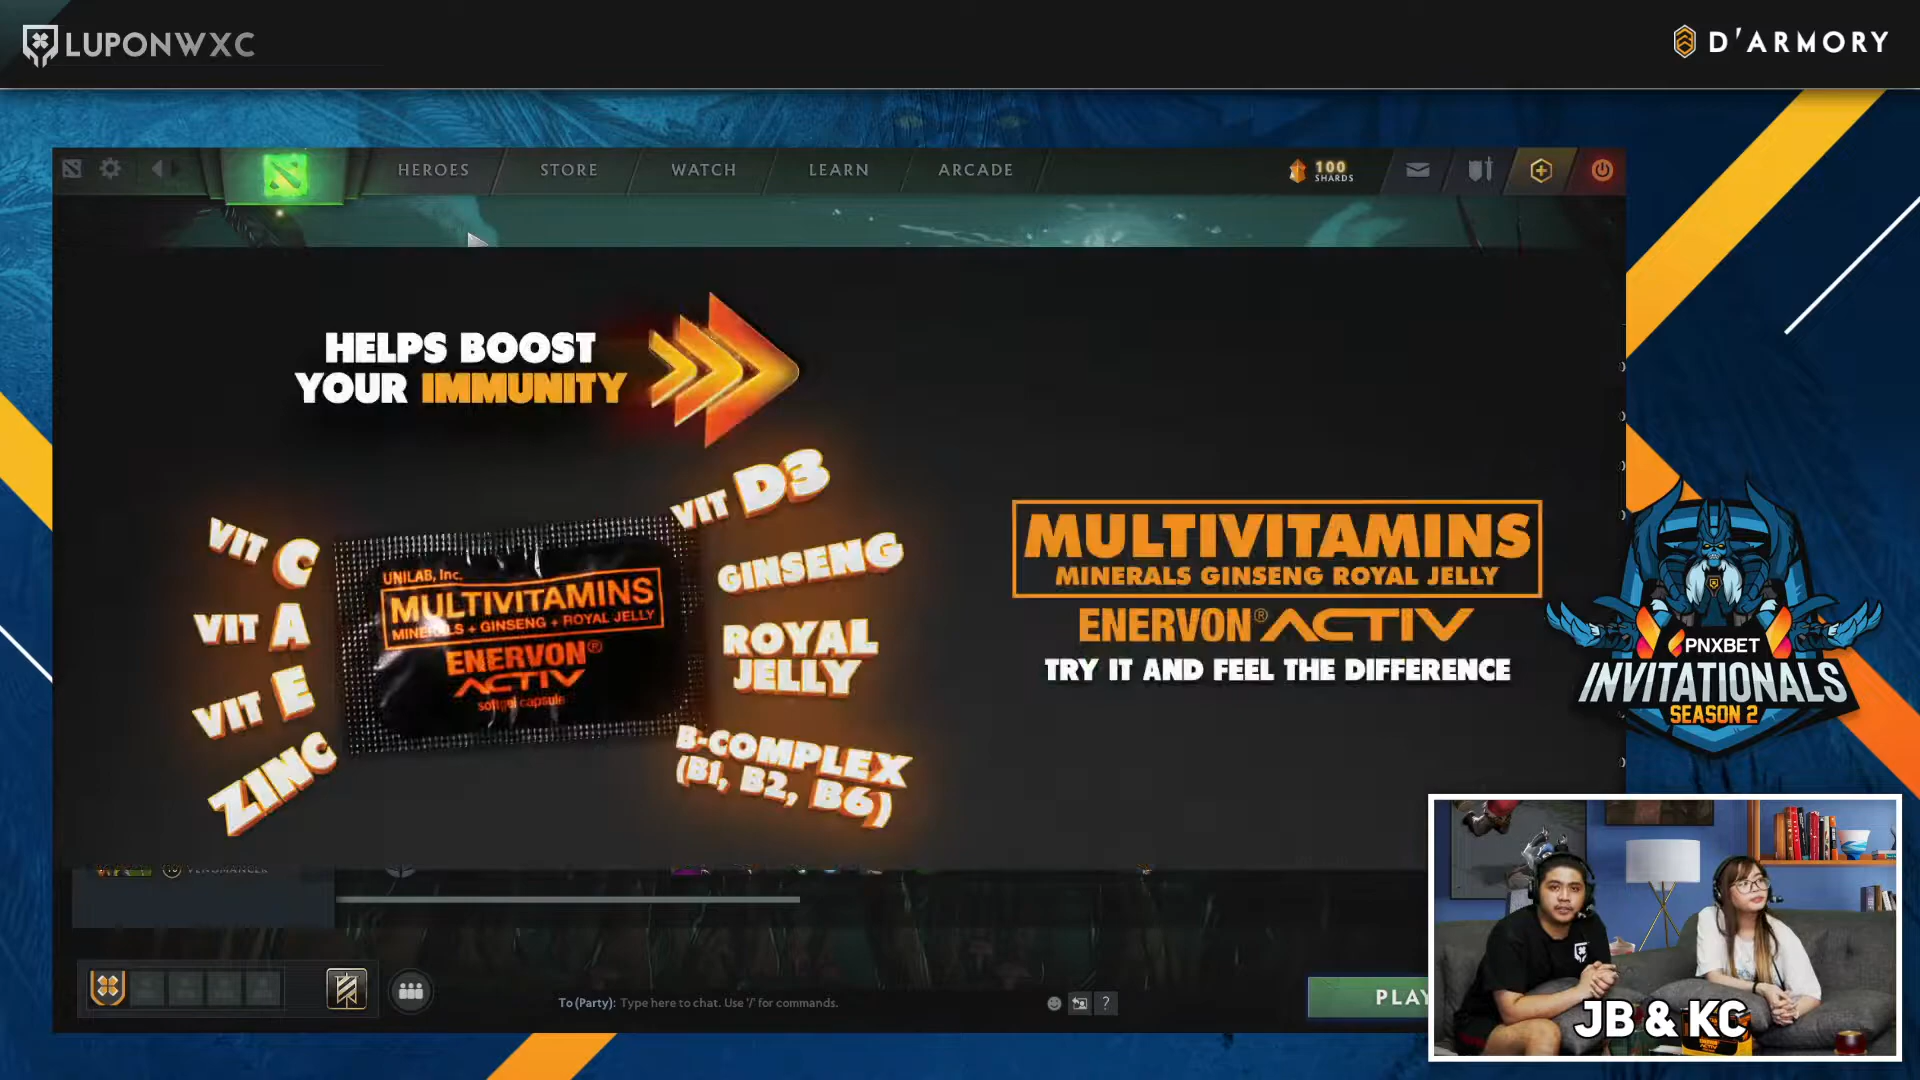 LUPONWXC
D'ARMORY
HEROES
STORE
WATCH
LEARN
ARCADE
100
SHARDS
HELPS BOOST
YOUR IMMUNITY
VIT C
VIT A
VIT E
ZINC
UNILAB, Inc.
MULTIVITAMINS
MINERALS + GINSENG + ROYAL JELLY
ENERVON®
ACTIV
softgel capsule
VIT D3
GINSENG
ROYAL
JELLY
B-COMPLEX
(B1, B2, B6)
MULTIVITAMINS
MINERALS GINSENG ROYAL JELLY
ENERVON® ACTIV
TRY IT AND FEEL THE DIFFERENCE
PNXBET
INVITATIONALS
SEASON 2
To (Party): Type here to chat. Use '/' for commands.
?
PLAY
JB & KC